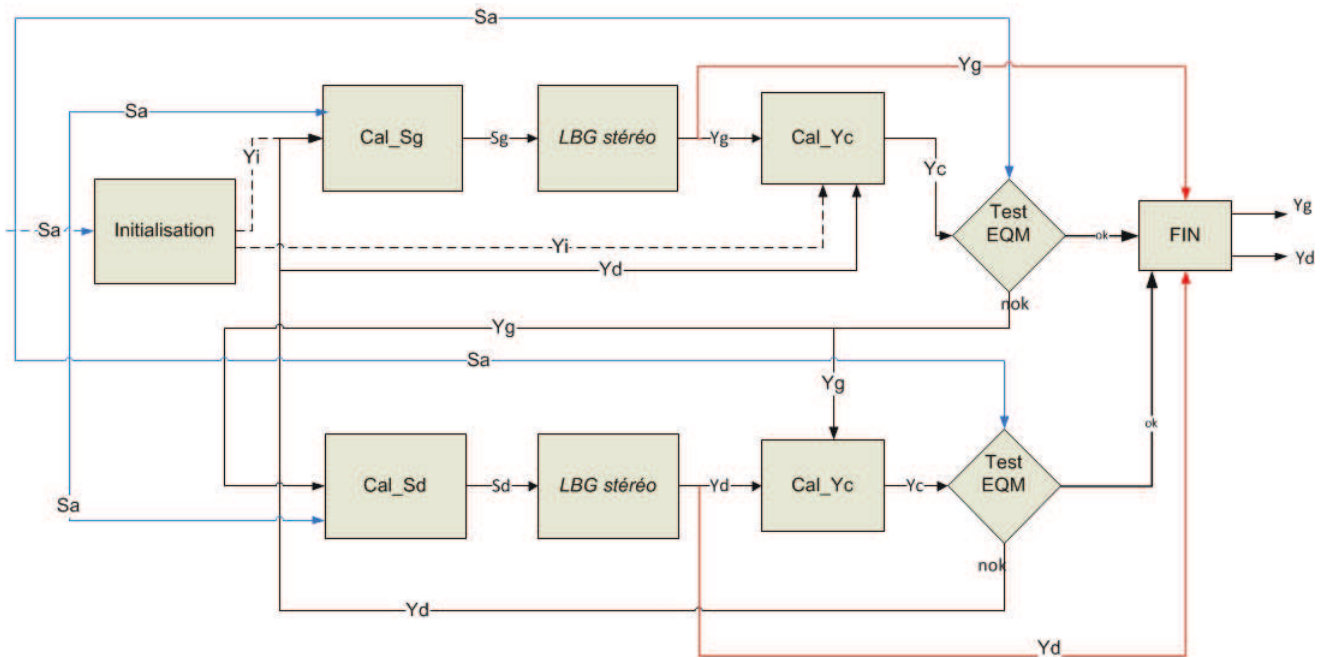 Sa
Yg
Sa
Cal_Sg
Sg
LBG stéréo
Yg
Cal_Yc
Yc
Yi
Sa
Initialisation
Yi
Yd
Test
EQM
ok
FIN
Yg
Yd
nok
Yg
Sa
Yg
ok
Sa
Cal_Sd
Sd
LBG stéréo
Yd
Cal_Yc
Yc
Test
EQM
nok
Yd
Yd